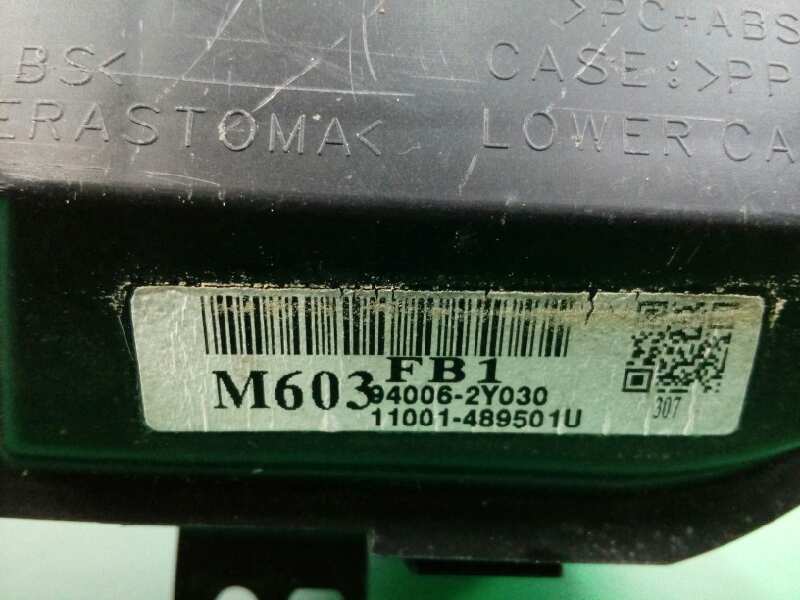 >PC+ABS
BS< CASE:>PP
ERASTOMA< LOWER CA
FB1
M603
94006-2Y030
11001-489501U
307